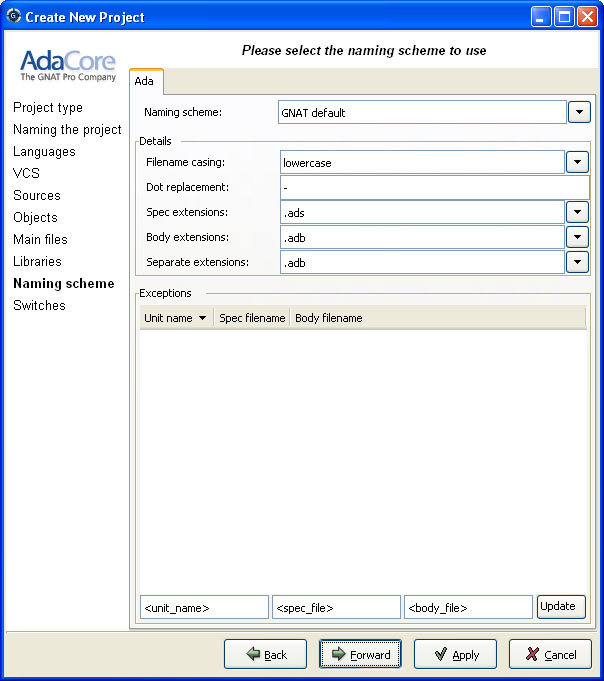 Create New Project
AdaCore
The GNAT Pro Company
Please select the naming scheme to use
Project type
Naming the project
Languages
VCS
Sources
Objects
Main files
Libraries
Naming scheme
Switches
Ada
Naming scheme: GNAT default
Details
Filename casing: lowercase
Dot replacement: -
Spec extensions: .ads
Body extensions: .adb
Separate extensions: .adb
Exceptions
Unit name Spec filename Body filename
<unit_name> <spec_file> <body_file> Update
Back Forward Apply Cancel